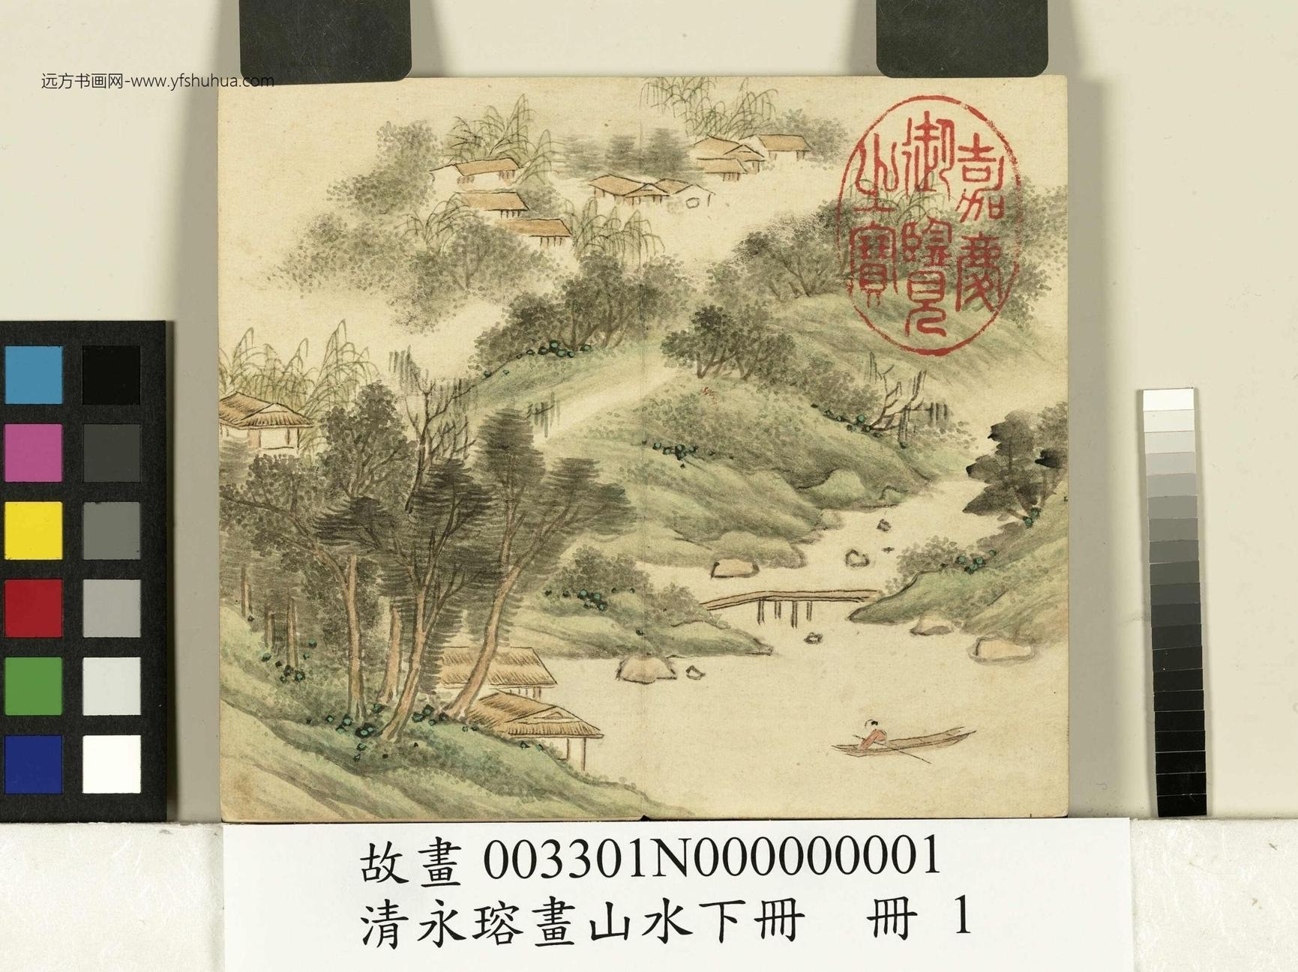 远方书画网-www.yfshuhua.com
嘉慶
御覽
之寶
故畫 003301N000000001
清永瑢畫山水下冊 冊 1